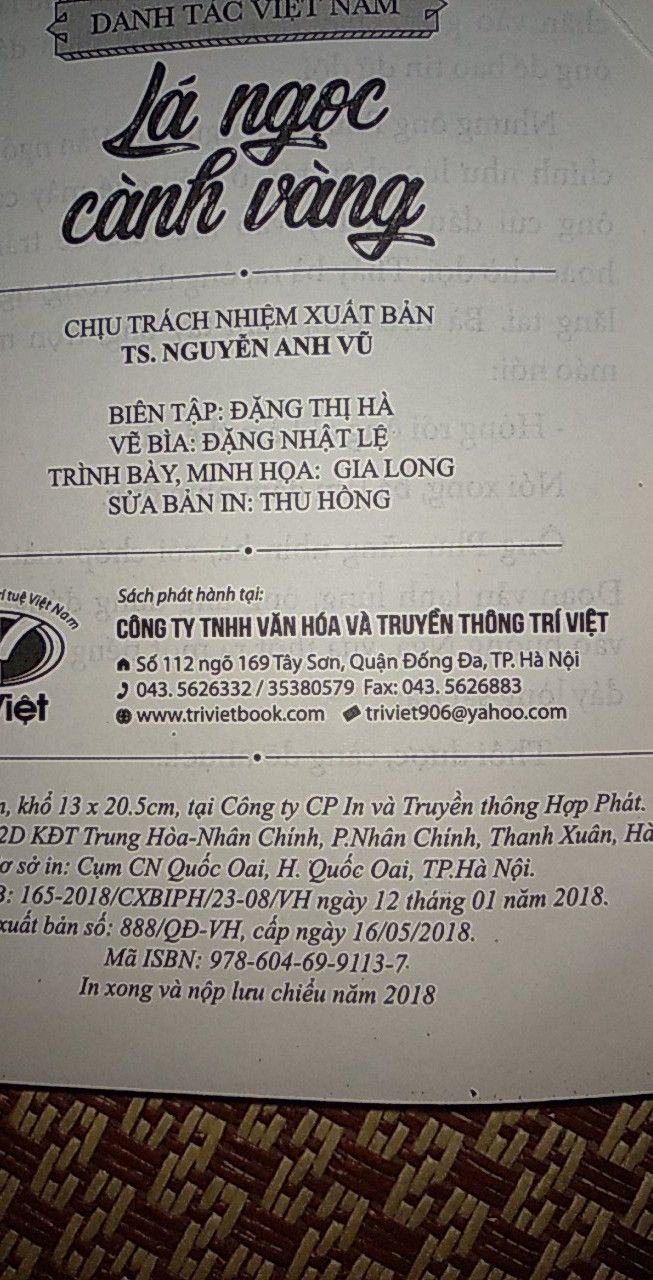 DANH TÁC VIỆT NAM
Lá ngọc
cành vàng
CHỊU TRÁCH NHIỆM XUẤT BẢN
TS. NGUYỄN ANH VŨ
BIÊN TẬP: ĐẶNG THỊ HÀ
VẼ BÌA: ĐẶNG NHẬT LỆ
TRÌNH BÀY, MINH HỌA: GIA LONG
SỬA BẢN IN: THU HỒNG
tuệ Việt Nam
Việt
Sách phát hành tại:
CÔNG TY TNHH VĂN HÓA VÀ TRUYỀN THÔNG TRÍ VIỆT
Số 112 ngõ 169 Tây Sơn, Quận Đống Đa, TP. Hà Nội
043. 5626332 / 35380579 Fax: 043. 5626883
www.trivietbook.com triviet906@yahoo.com
khổ 13 x 20.5cm, tại Công ty CP In và Truyền thông Hợp Phát.
2D KĐT Trung Hòa-Nhân Chính, P.Nhân Chính, Thanh Xuân, Hà
sở in: Cụm CN Quốc Oai, H. Quốc Oai, TP.Hà Nội.
165-2018/CXBIPH/23-08/VH ngày 12 tháng 01 năm 2018.
xuất bản số: 888/QĐ-VH, cấp ngày 16/05/2018.
Mã ISBN: 978-604-69-9113-7.
In xong và nộp lưu chiểu năm 2018